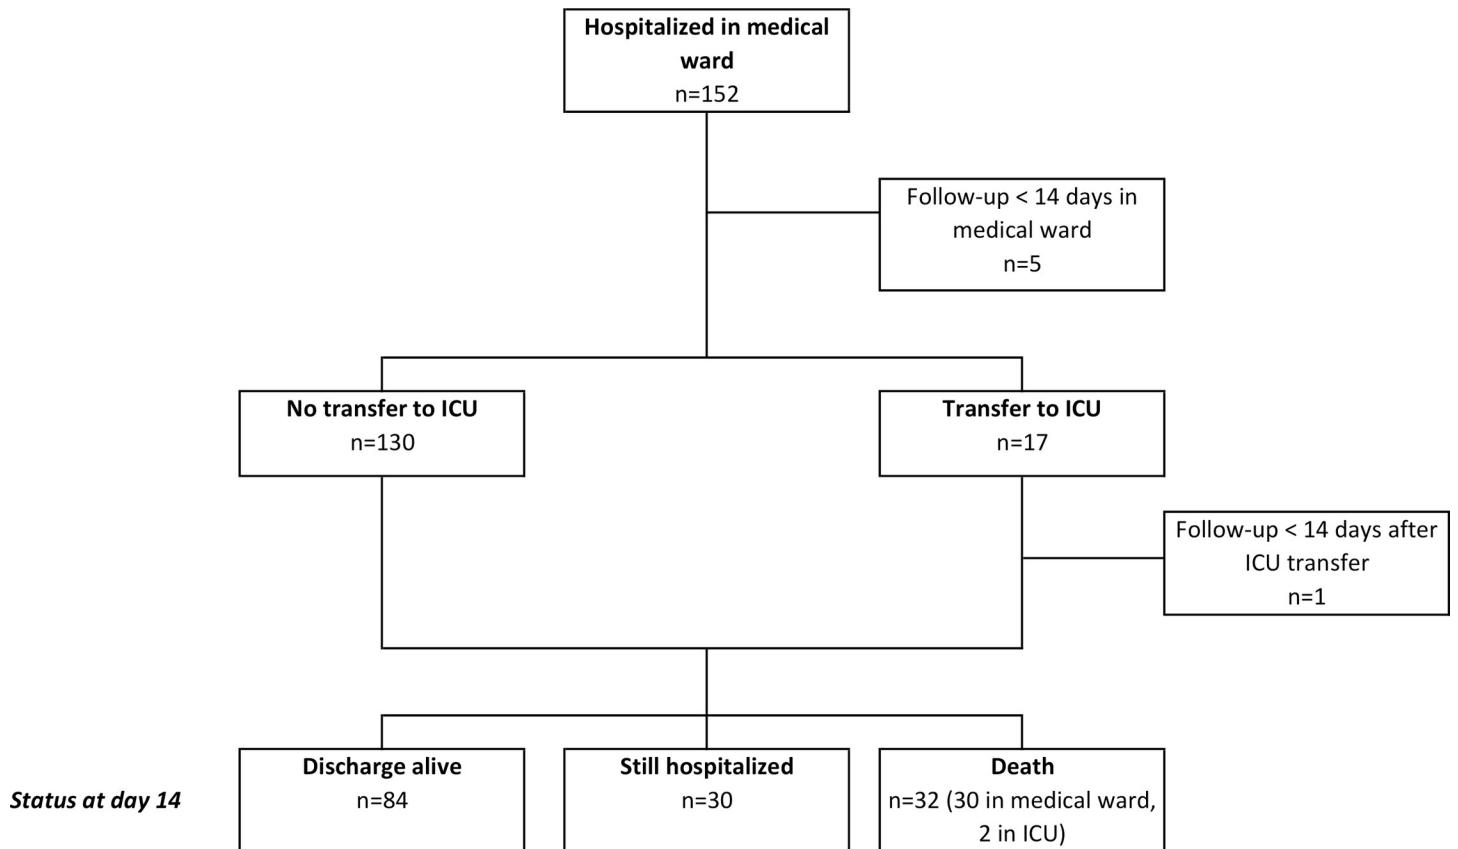 Hospitalized in medical
ward
n=152
Follow-up < 14 days in
medical ward
n=5
No transfer to ICU
n=130
Transfer to ICU
n=17
Follow-up < 14 days after
ICU transfer
n=1
Status at day 14
Discharge alive
n=84
Still hospitalized
n=30
Death
n=32 (30 in medical ward,
2 in ICU)